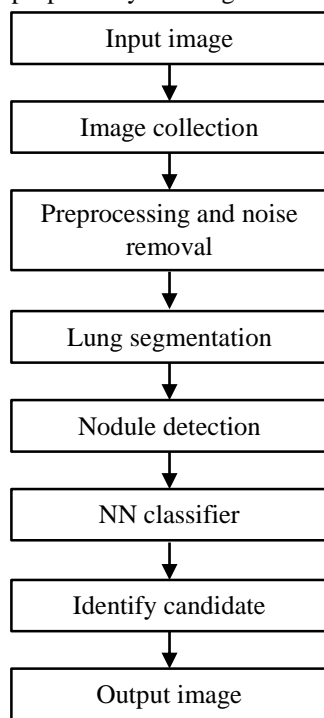 Input image
Image collection
Preprocessing and noise
removal
Lung segmentation
Nodule detection
NN classifier
Identify candidate
Output image